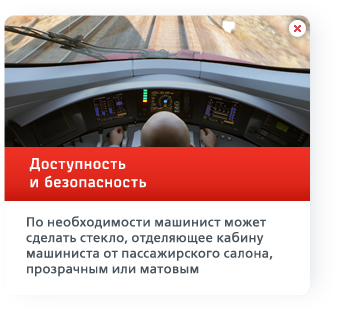 Доступность
и безопасность
По необходимости машинист может
сделать стекло, отделяющее кабину
машиниста от пассажирского салона,
прозрачным или матовым